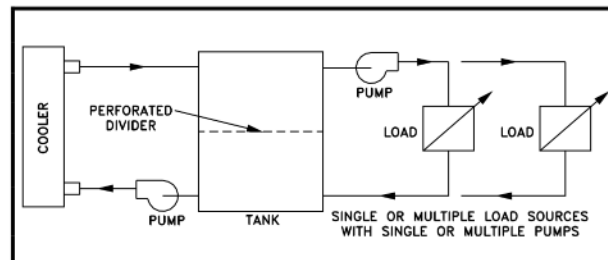 COOLER
PERFORATED
DIVIDER
PUMP
TANK
PUMP
LOAD
LOAD
SINGLE OR MULTIPLE LOAD SOURCES
WITH SINGLE OR MULTIPLE PUMPS